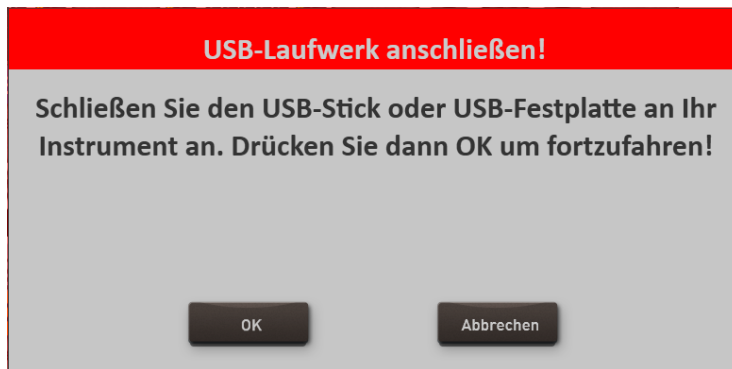 USB-Laufwerk anschließen!
Schließen Sie den USB-Stick oder USB-Festplatte an Ihr
Instrument an. Drücken Sie dann OK um fortzufahren!
OK
Abbrechen